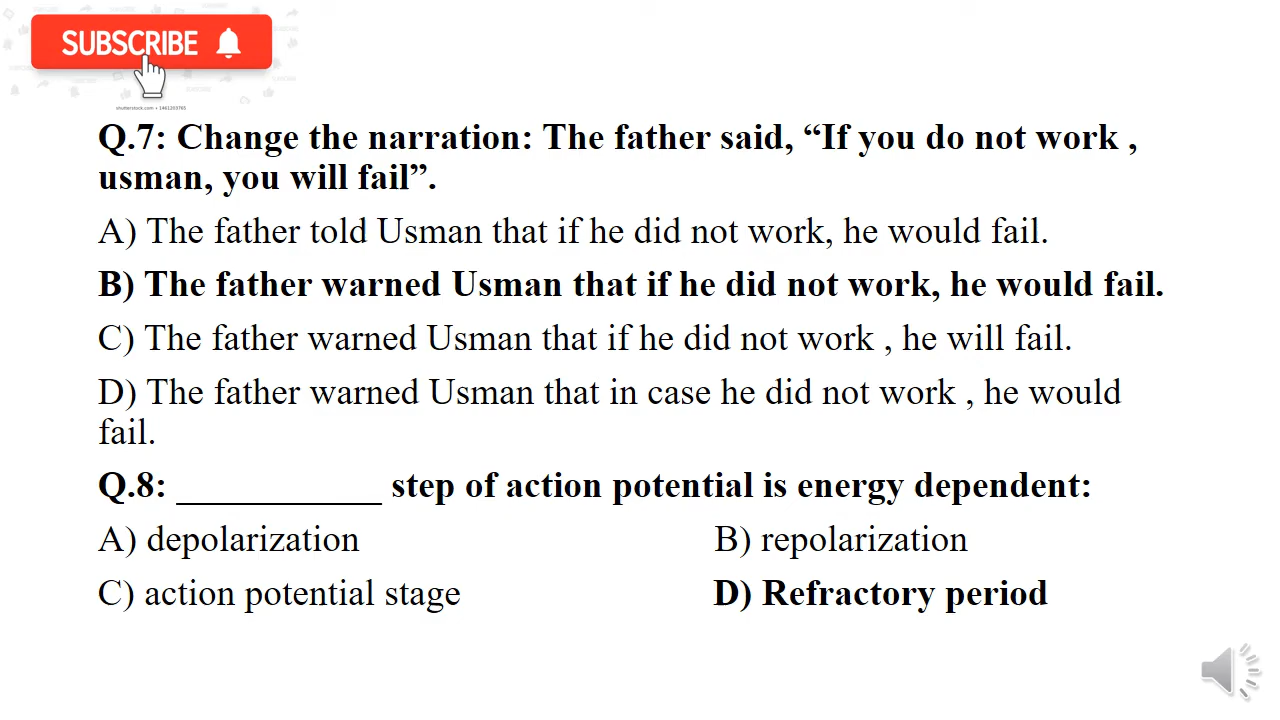 SUBSCRIBE
shutterstock.com • 1461203765
Q.7: Change the narration: The father said, “If you do not work ,
usman, you will fail”.
A) The father told Usman that if he did not work, he would fail.
B) The father warned Usman that if he did not work, he would fail.
C) The father warned Usman that if he did not work , he will fail.
D) The father warned Usman that in case he did not work , he would
fail.
Q.8: ___________ step of action potential is energy dependent:
A) depolarization B) repolarization
C) action potential stage D) Refractory period